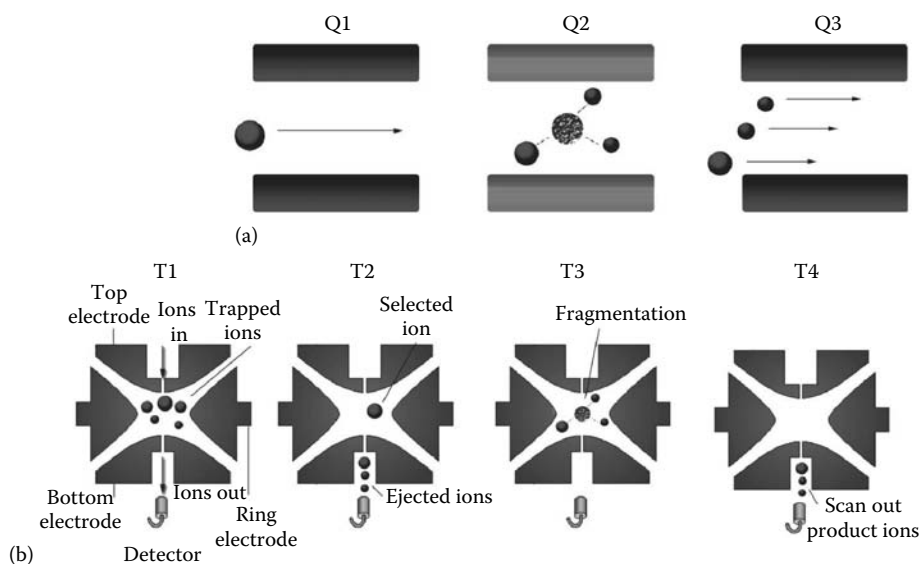 Q1
Q2
Q3
(a)
T1
T2
T3
T4
Top
electrode
Ions
in
Trapped
ions
Selected
ion
Fragmentation
Bottom
electrode
Ions out
Ring
electrode
Detector
Ejected ions
Scan out
product ions
(b)